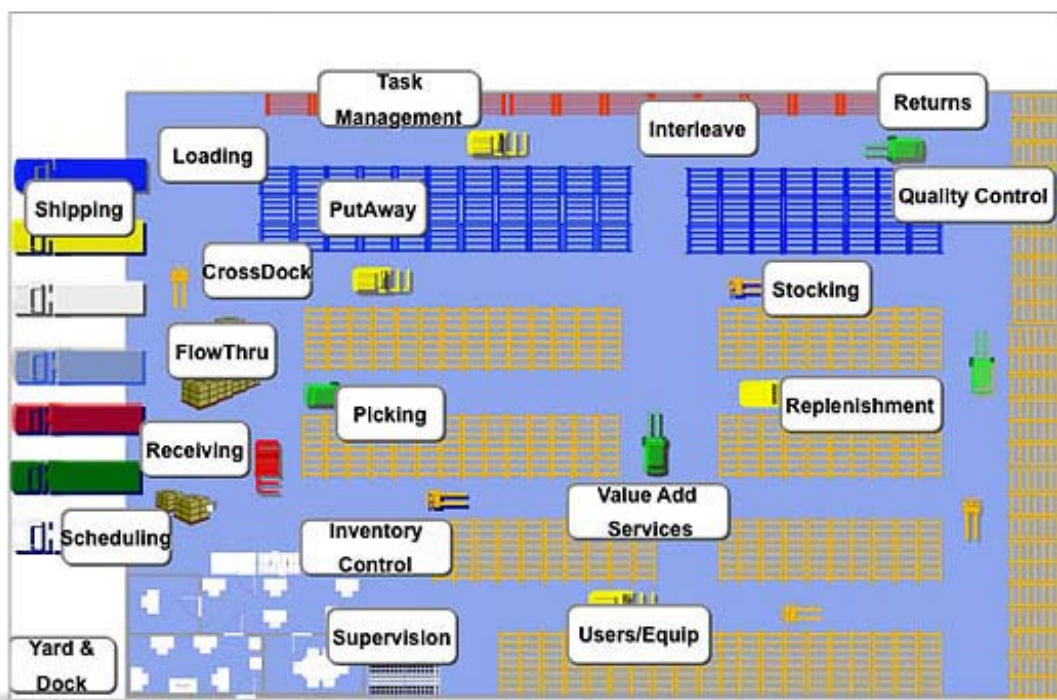 Task
Management
Returns
Interleave
Loading
Shipping
PutAway
Quality Control
CrossDock
Stocking
FlowThru
Picking
Replenishment
Receiving
Value Add
Services
Scheduling
Inventory
Control
Supervision
Users/Equip
Yard &
Dock